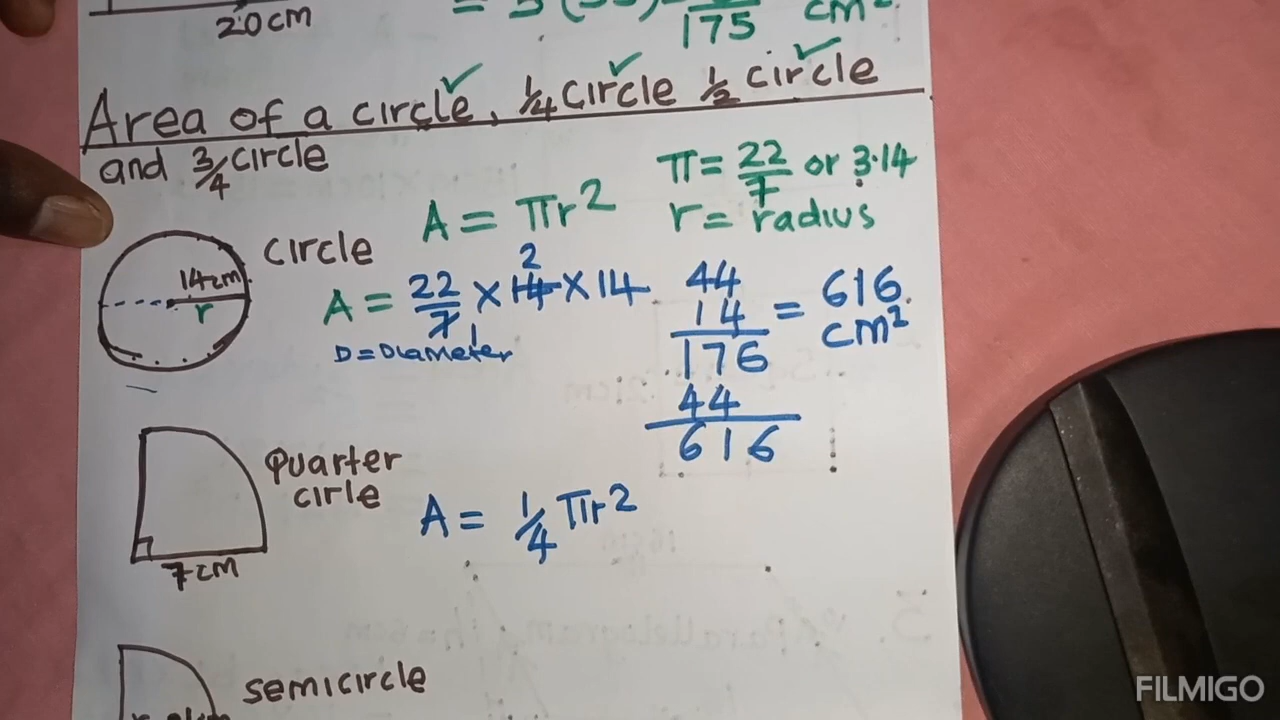 20cm
175 cm²
Area of a circle, 1/4 circle 1/2 circle
and 3/4 circle
π = 22/7 or 3.14
r = radius
A = πr²
14cm
r
circle
A = 22/7 × 14 × 14
2
1
D = Diameter
44
14
176
44
616
= 616 cm²
quarter
cirle
7cm
A = 1/4 πr²
semicircle
FILMIGO